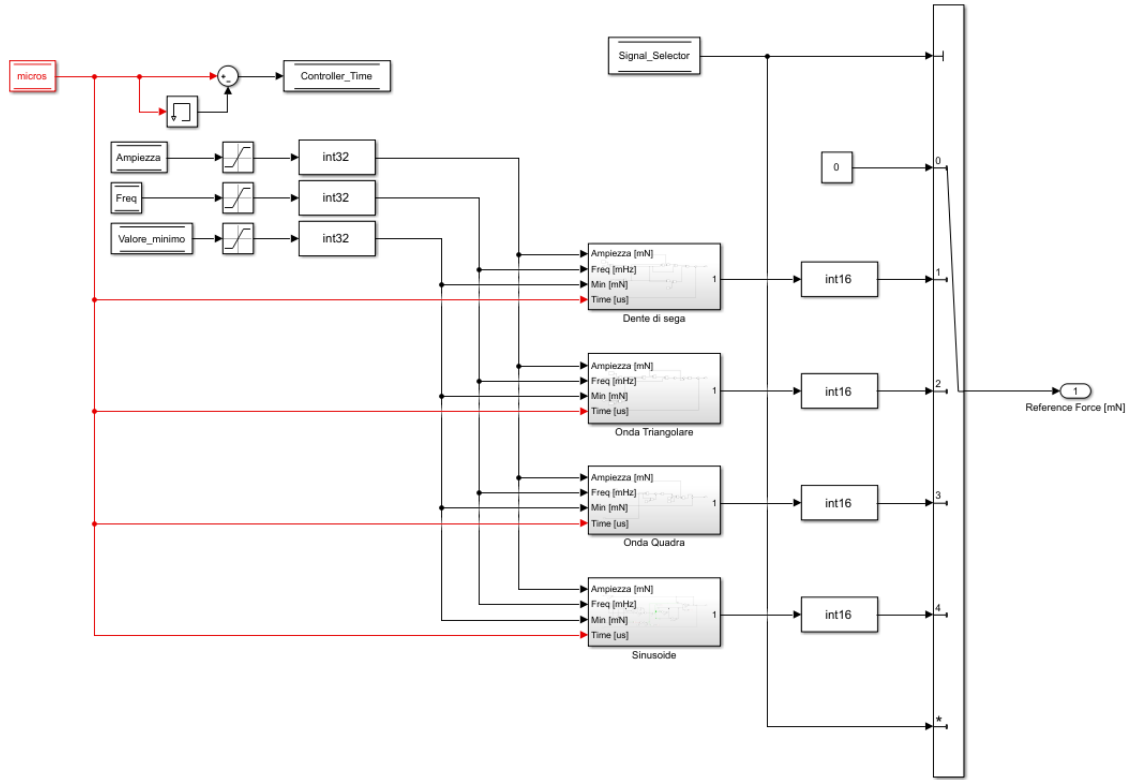 Signal_Selector
micros
+
-
Controller_Time
Ampiezza
int32
0
0
Freq
int32
Valore_minimo
int32
Ampiezza [mN]
Freq [mHz]
Min [mN]
Time [us]
1
Dente di sega
int16
1
Ampiezza [mN]
Freq [mHz]
Min [mN]
Time [us]
1
Onda Triangolare
int16
2
1
Reference Force [mN]
Ampiezza [mN]
Freq [mHz]
Min [mN]
Time [us]
1
Onda Quadra
int16
3
Ampiezza [mN]
Freq [mHz]
Min [mN]
Time [us]
1
Sinusoide
int16
4
*